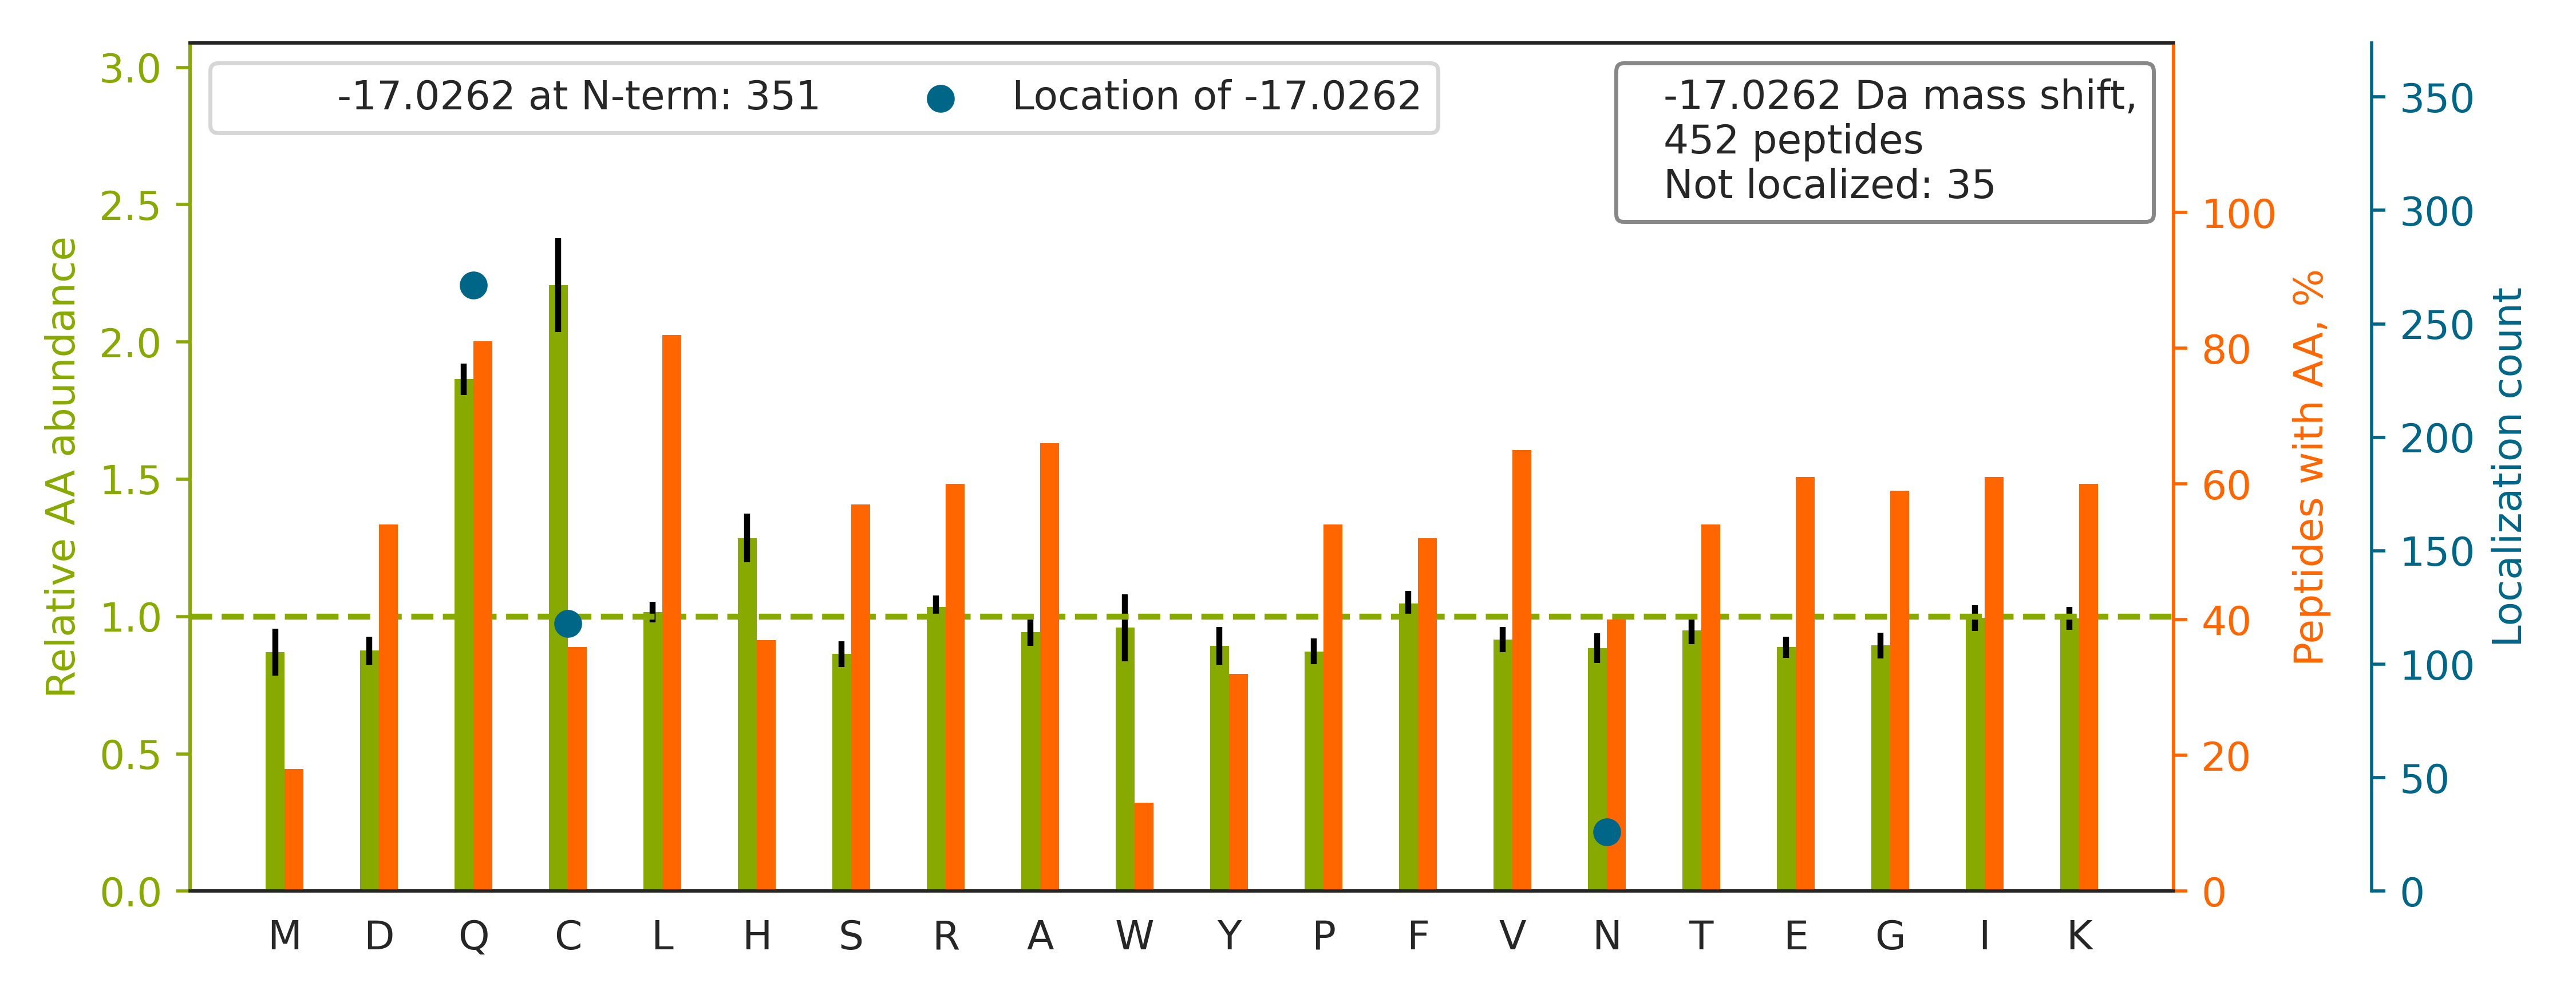 -17.0262 at N-term: 351
Location of -17.0262
-17.0262 Da mass shift,
452 peptides
Not localized: 35
Relative AA abundance
3.0
2.5
2.0
1.5
1.0
0.5
0.0
Peptides with AA, %
100
80
60
40
20
0
Localization count
350
300
250
200
150
100
50
0
M D Q C L H S R A W Y P F V N T E G I K